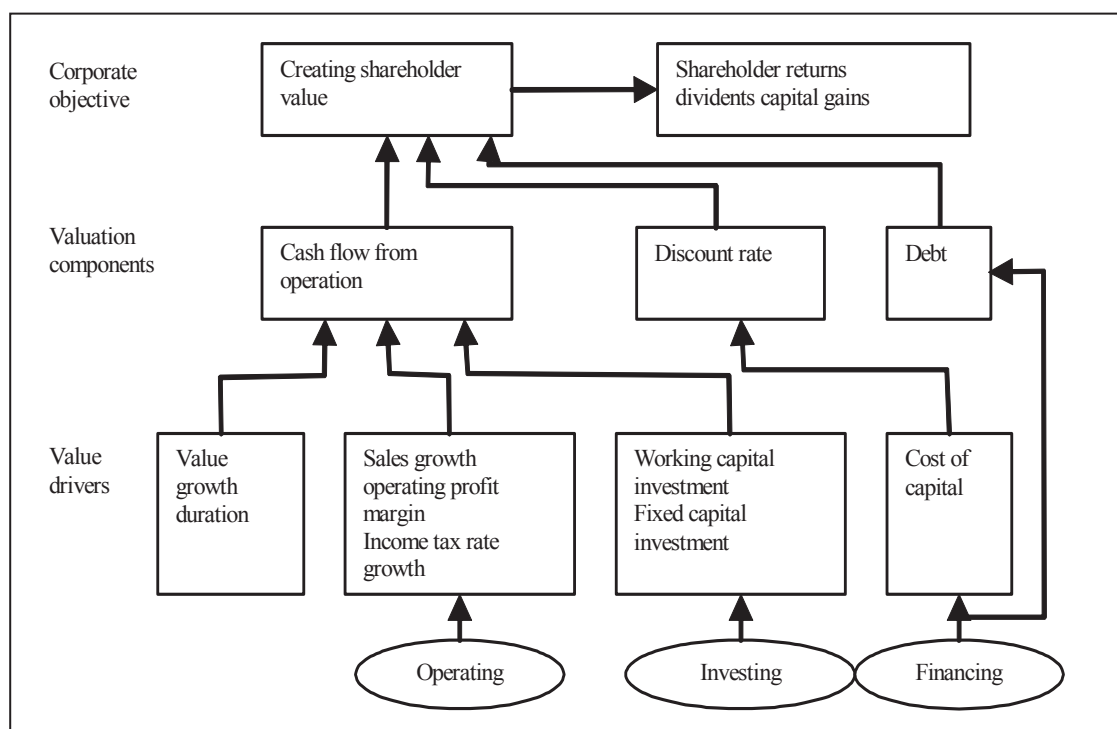 Corporate
objective
Creating shareholder
value
Shareholder returns
dividents capital gains
Valuation
components
Cash flow from
operation
Discount rate
Debt
Value
drivers
Value
growth
duration
Sales growth
operating profit
margin
Income tax rate
growth
Working capital
investment
Fixed capital
investment
Cost of
capital
Operating
Investing
Financing